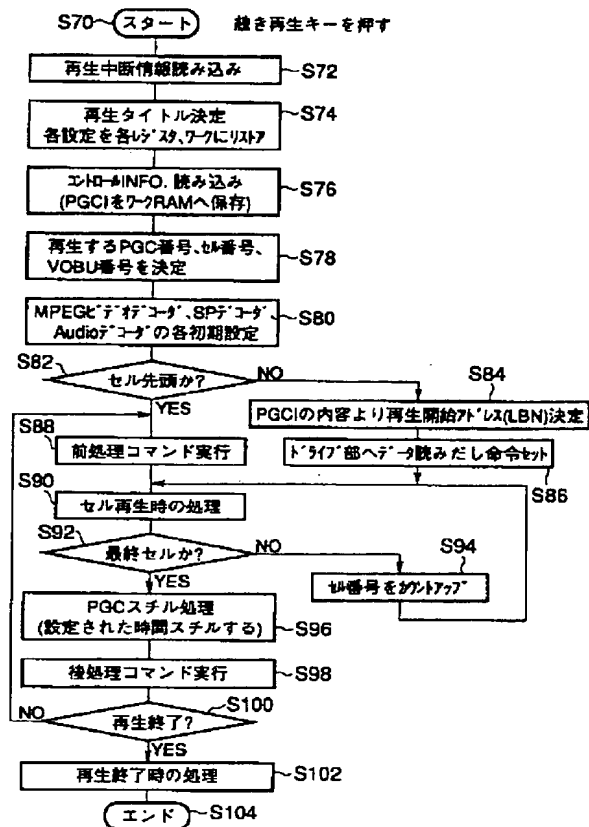 S70 スタート 続き再生キーを押す
再生中断情報読み込み S72
再生タイトル決定
各設定を各レジスタ、ワークにリストア
S74
コントロールINFO. 読み込み
(PGCIをワークRAMへ保存)
S76
再生するPGC番号、セル番号、
VOBU番号を決定
S78
MPEGビデオデコーダ、SPデコーダ
Audioデコーダの各初期設定
S80
S82 セル先頭か? NO
YES
S84
PGCIの内容より再生開始アドレス(LBN)決定
ドライブ部へデータ読みだし命令セット
S86
S88
前処理コマンド実行
S90
セル再生時の処理
S92
最終セルか? NO
YES
S94
セル番号をカウントアップ
PGCスチル処理
(設定された時間スチルする)
S96
後処理コマンド実行 S98
S100
NO 再生終了?
YES
再生終了時の処理 S102
エンド S104